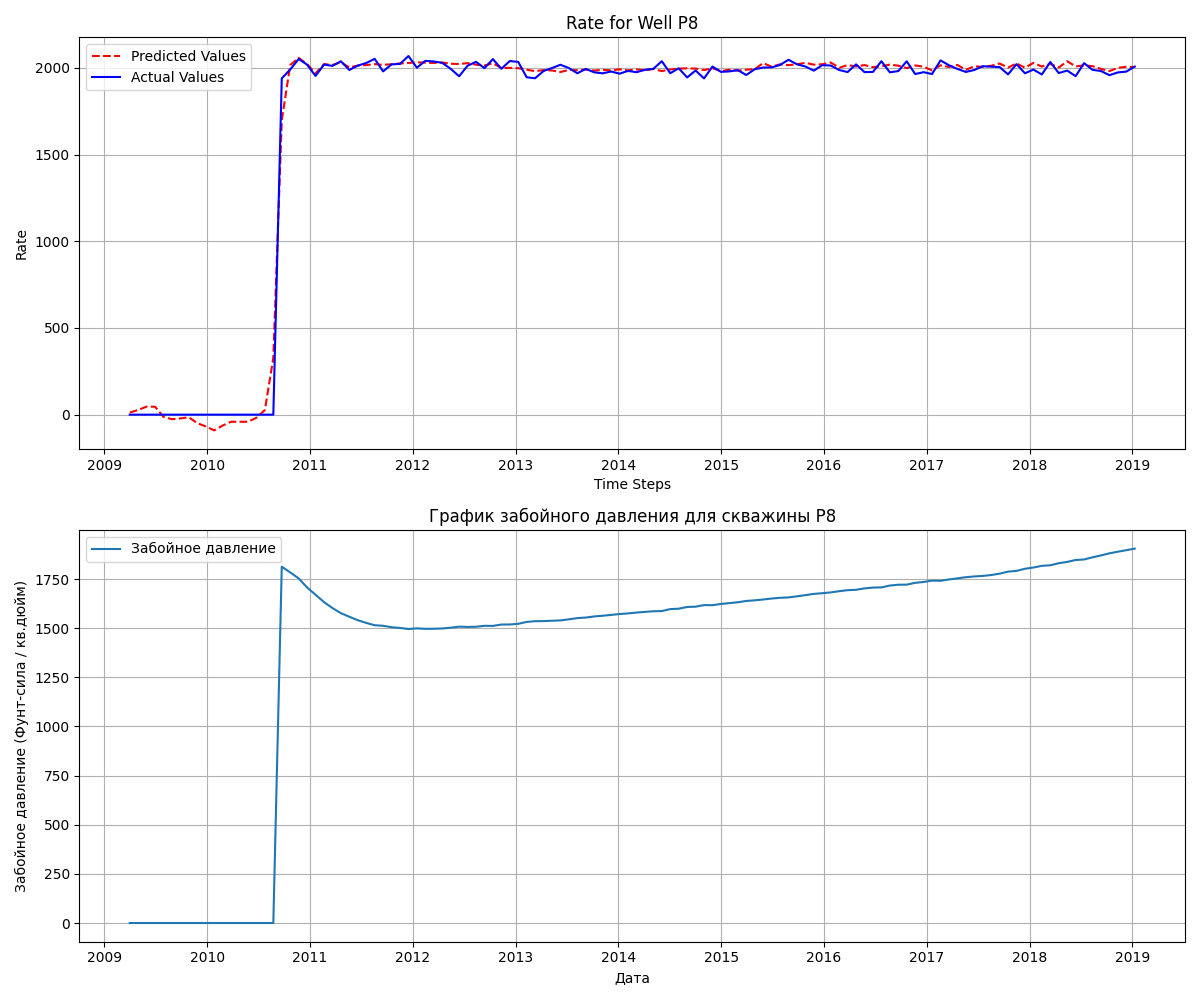 Rate for Well P8
Predicted Values
Actual Values
2000
1500
1000
500
0
Rate
2009 2010 2011 2012 2013 2014 2015 2016 2017 2018 2019
Time Steps
График забойного давления для скважины P8
Забойное давление
1750
1500
1250
1000
750
500
250
0
Забойное давление (Фунт-сила / кв.дюйм)
2009 2010 2011 2012 2013 2014 2015 2016 2017 2018 2019
Дата